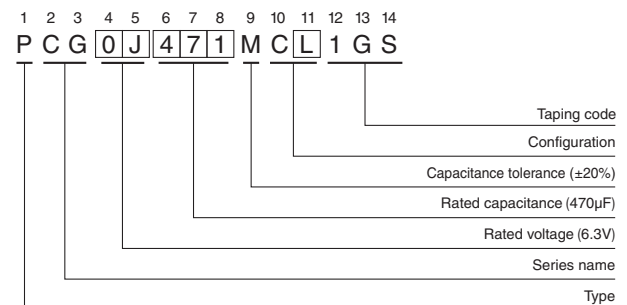 1 2 3 4 5 6 7 8 9 10 11 12 13 14
P C G 0 J 4 7 1 M C L 1 G S
Taping code
Configuration
Capacitance tolerance (±20%)
Rated capacitance (470µF)
Rated voltage (6.3V)
Series name
Type